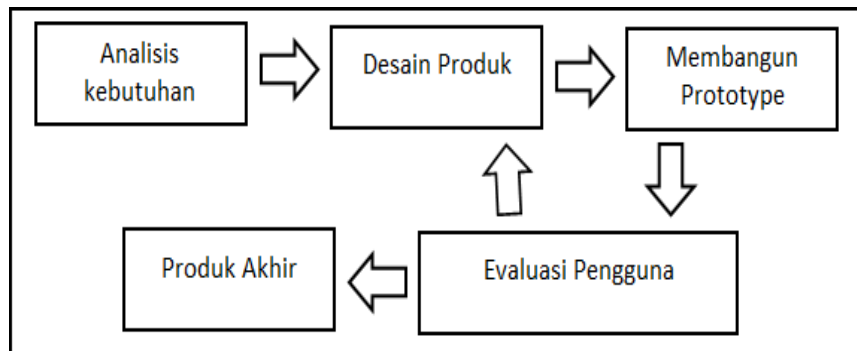 Analisis
kebutuhan
Desain Produk
Membangun
Prototype
Produk Akhir
Evaluasi Pengguna